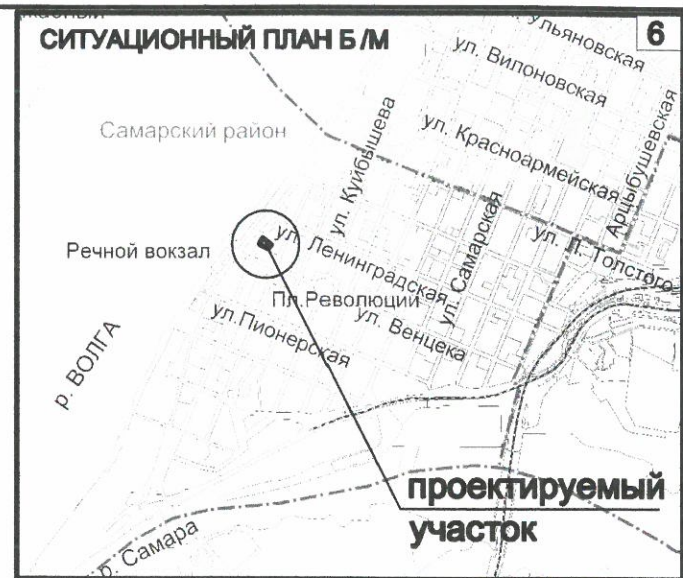 СИТУАЦИОННЫЙ ПЛАН Б/М
6
Ульяновская
ул. Вилоновская
Самарский район
ул. Куйбышева
ул. Красноармейская
Арцыбушевская
Речной вокзал
ул. Ленинградская
ул. Самарская
ул. Л. Толстого
Пл.Революции
ул.Пионерская
ул. Венцека
р. ВОЛГА
проектируемый
участок
р. Самара